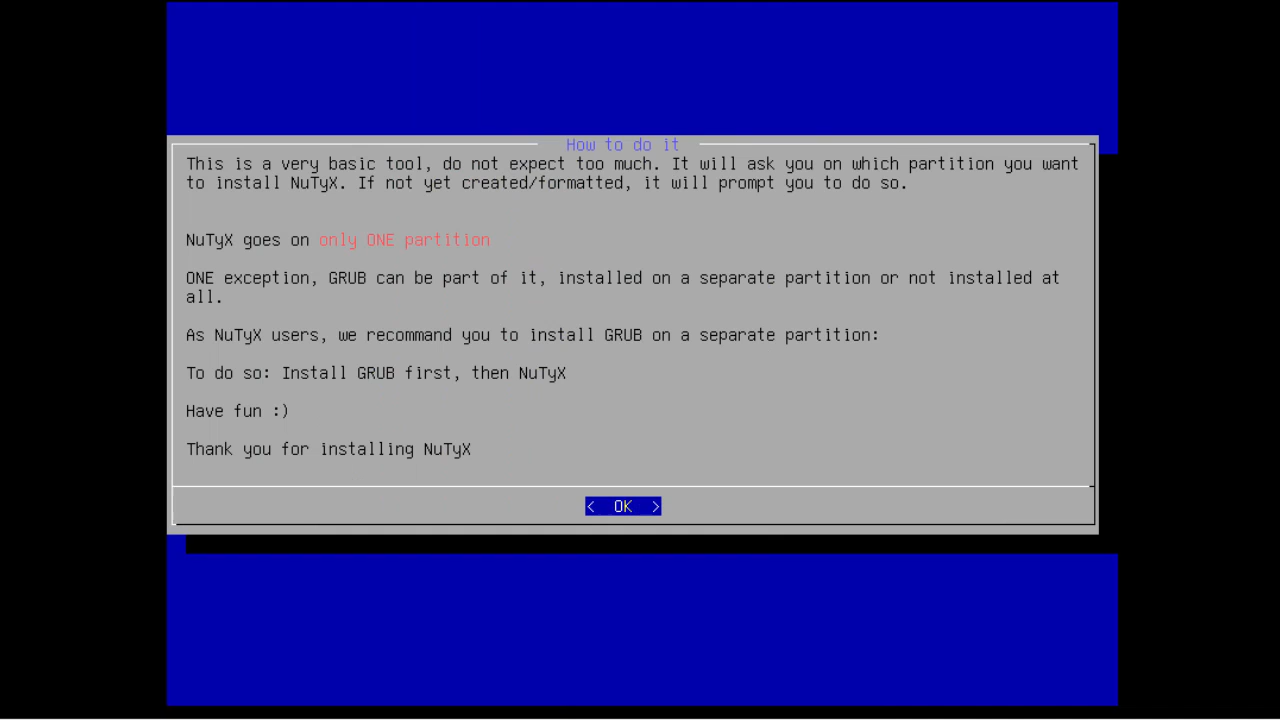 How to do it
This is a very basic tool, do not expect too much. It will ask you on which partition you want
to install NuTyX. If not yet created/formatted, it will prompt you to do so.
NuTyX goes on only ONE partition
ONE exception, GRUB can be part of it, installed on a separate partition or not installed at
all.
As NuTyX users, we recommand you to install GRUB on a separate partition:
To do so: Install GRUB first, then NuTyX
Have fun :)
Thank you for installing NuTyX
< OK >